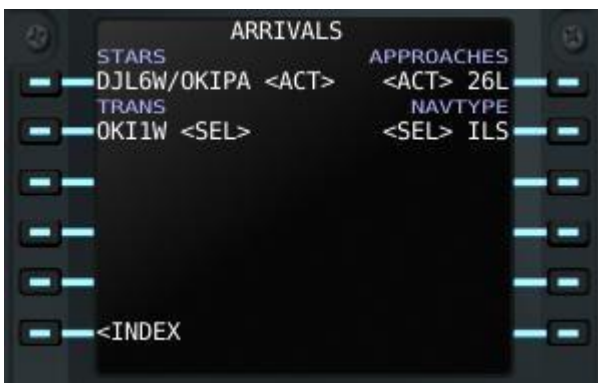 ARRIVALS
STARS APPROACHES
DJL6W/OKIPA <ACT> <ACT> 26L
TRANS NAVTYPE
OKI1W <SEL> <SEL> ILS
<INDEX